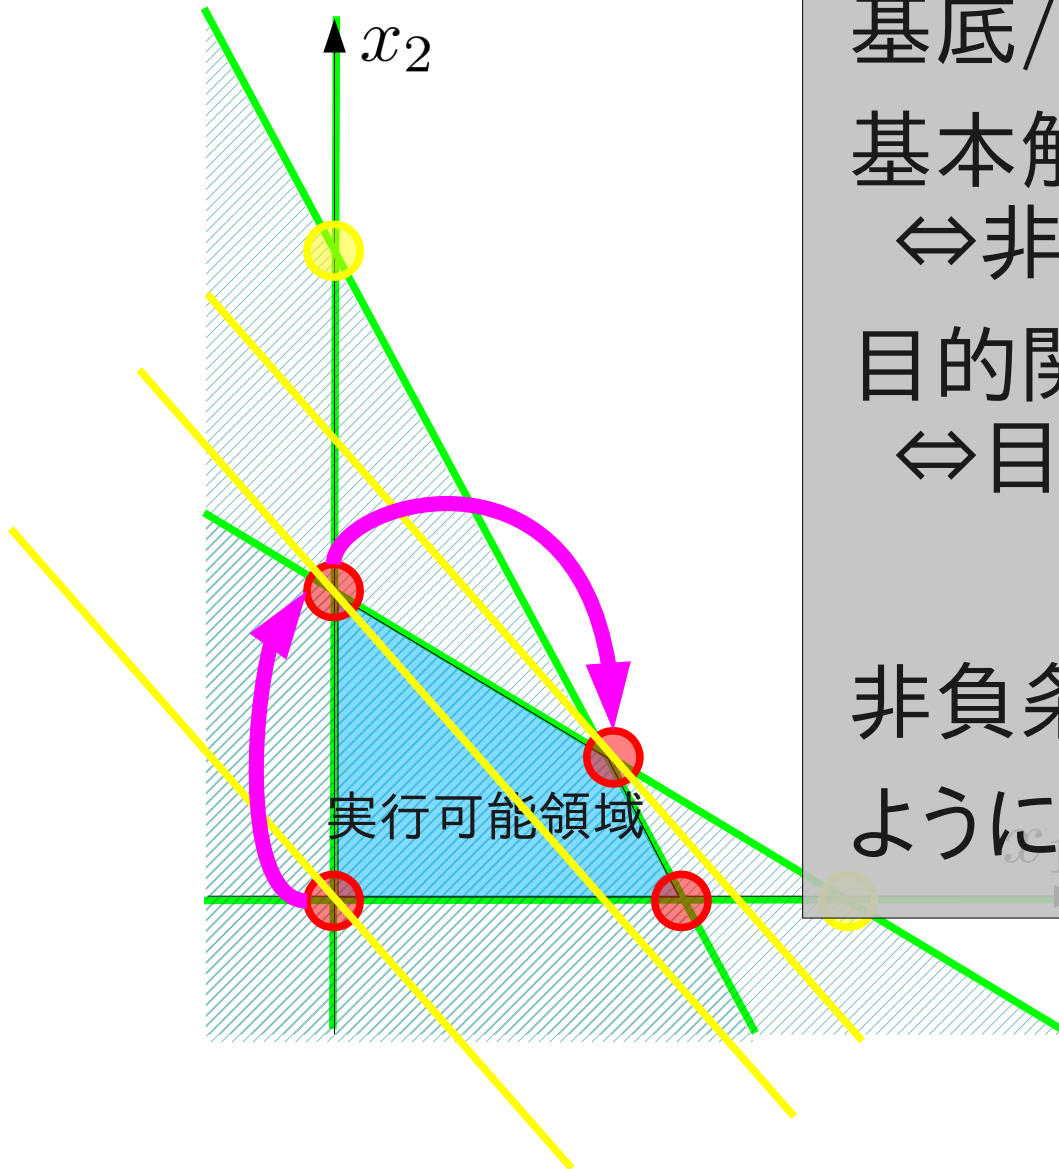 x₂
基底/
基本解
⇔非
目的関
⇔目
実行可能領域
非負条
ように